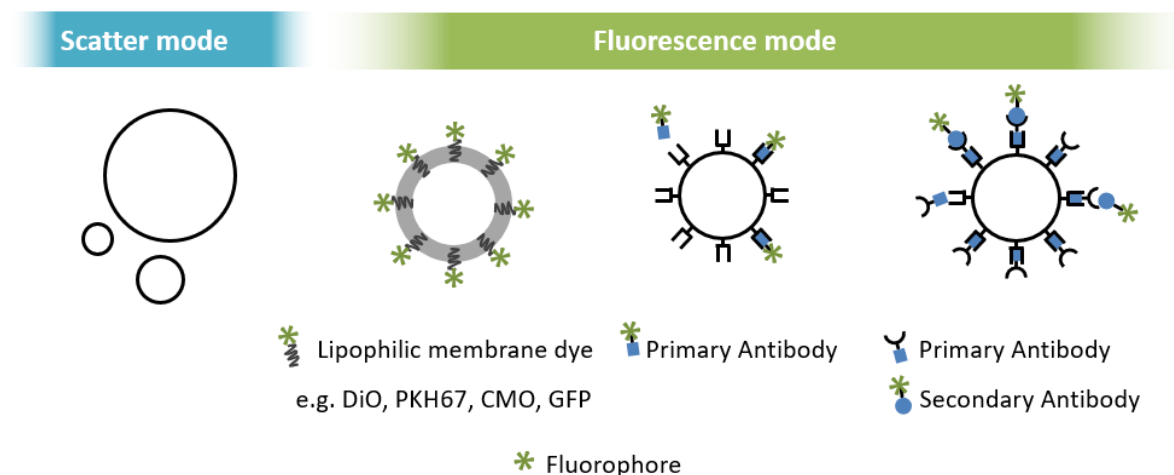 Scatter mode
Fluorescence mode
Lipophilic membrane dye
e.g. DiO, PKH67, CMO, GFP
Primary Antibody
Primary Antibody
Secondary Antibody
Fluorophore